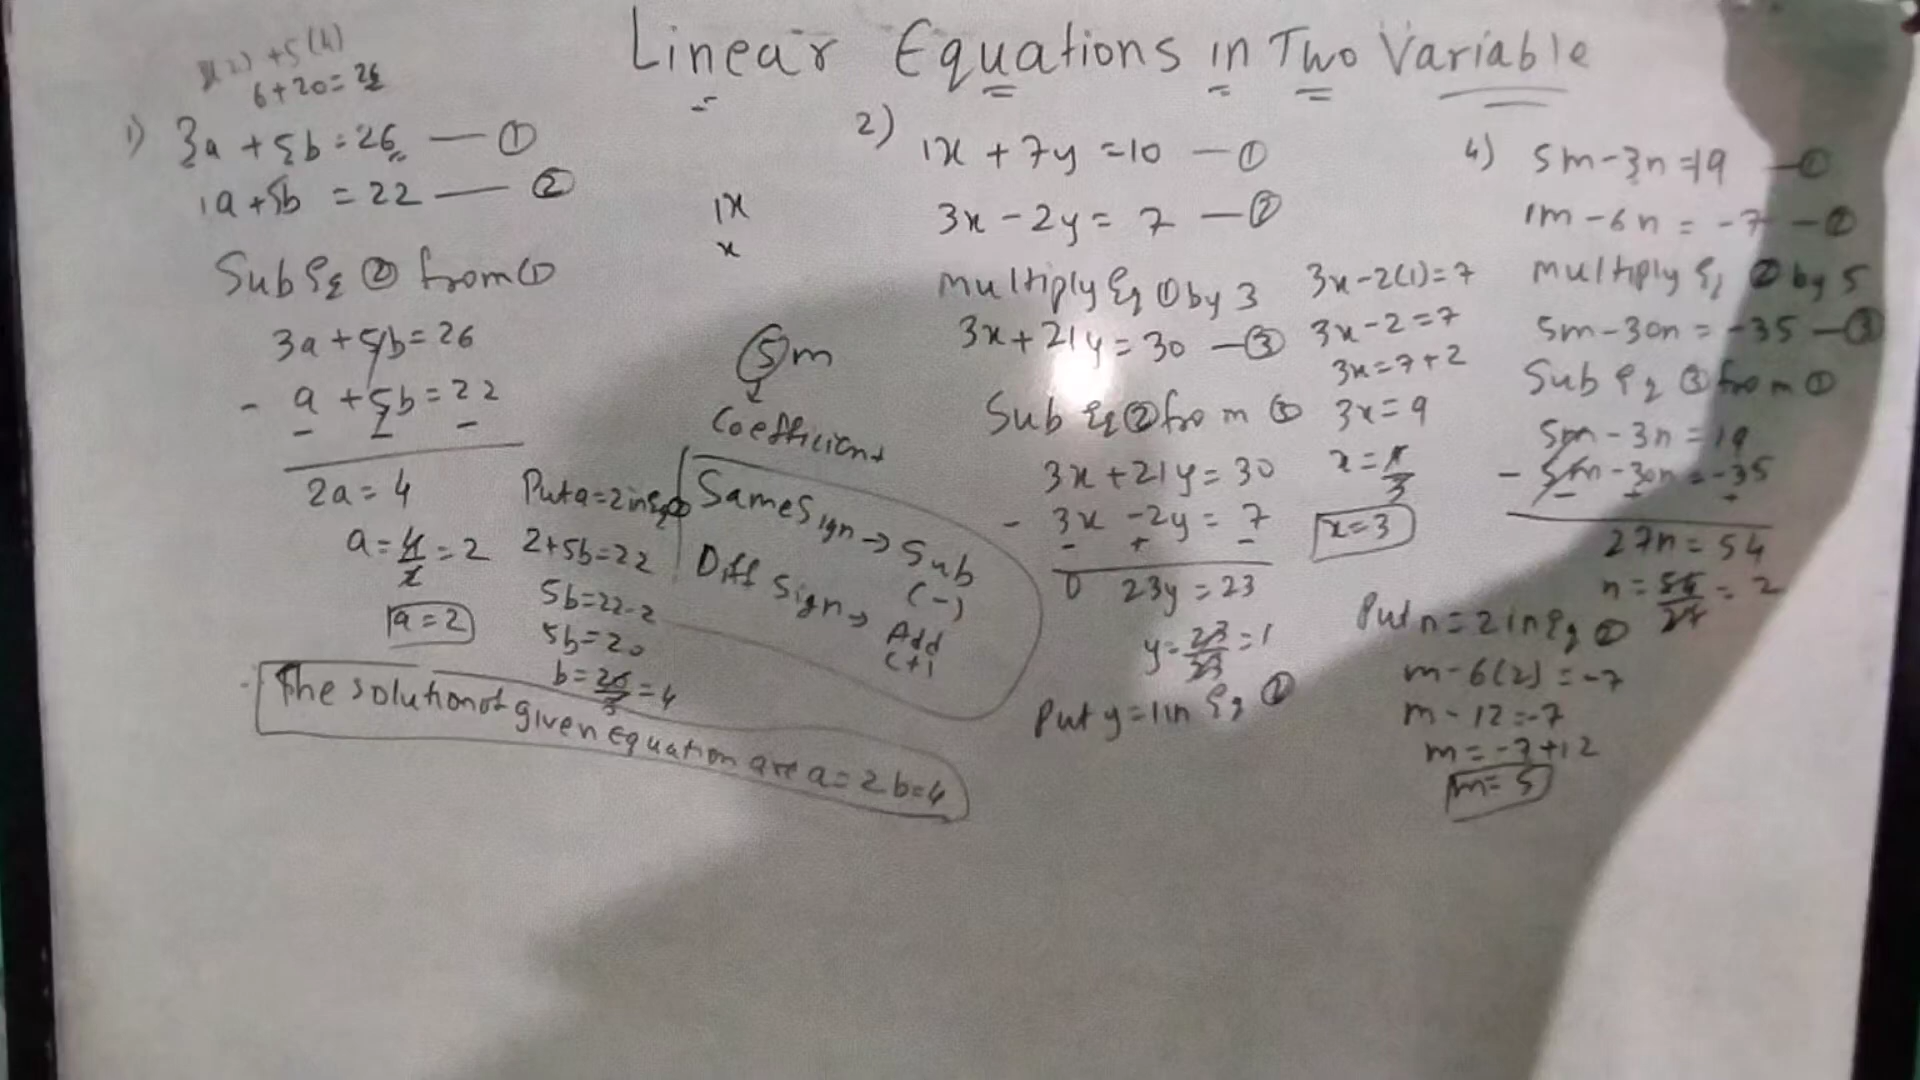 Linear Equations in Two Variable
6+20=26
1) 3a + 5b = 26 — ①
1a + 5b = 22 — ②
Sub Eq ② from ①
3a + 5b = 26
- a + 5b = 22
- - -
2a = 4
a = 4/2 = 2
a = 2
Put a = 2 in Eq ②
2 + 5b = 22
5b = 22 - 2
5b = 20
b = 20/5 = 4
The solution of given equation are a = 2 b = 4
1x
x
5m
↓
Coefficient
Same Sign → Sub
(-)
Diff Sign → Add
(+)
2) 1x + 7y = 10 — ①
3x - 2y = 7 — ②
Multiply Eq ① by 3
3x + 21y = 30 — ③
Sub Eq ② from ③
3x + 21y = 30
- 3x - 2y = 7
- + -
0 23y = 23
y = 23/23 = 1
Put y = 1 in Eq ②
3x - 2(1) = 7
3x - 2 = 7
3x = 7 + 2
3x = 9
x = 3
4) 5m - 3n = 19 — ①
1m - 6n = -7 — ②
Multiply Eq ② by 5
5m - 30n = -35 — ③
Sub Eq ③ from ①
5m - 3n = 19
- 5m - 30n = -35
- + +
27n = 54
n = 54/27 = 2
Put n = 2 in Eq ②
m - 6(2) = -7
m - 12 = -7
m = -7 + 12
m = 5